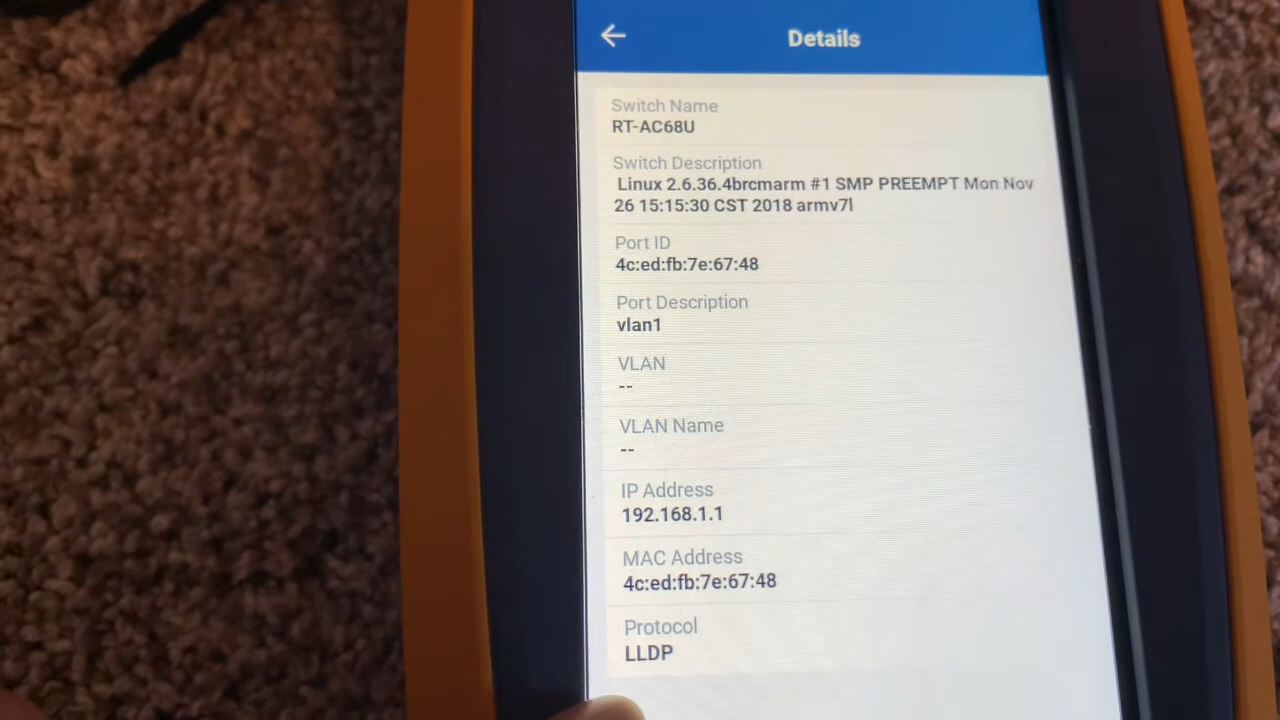 Details
Switch Name
RT-AC68U
Switch Description
Linux 2.6.36.4brcmarm #1 SMP PREEMPT Mon Nov
26 15:15:30 CST 2018 armv7l
Port ID
4c:ed:fb:7e:67:48
Port Description
vlan1
VLAN
--
VLAN Name
--
IP Address
192.168.1.1
MAC Address
4c:ed:fb:7e:67:48
Protocol
LLDP